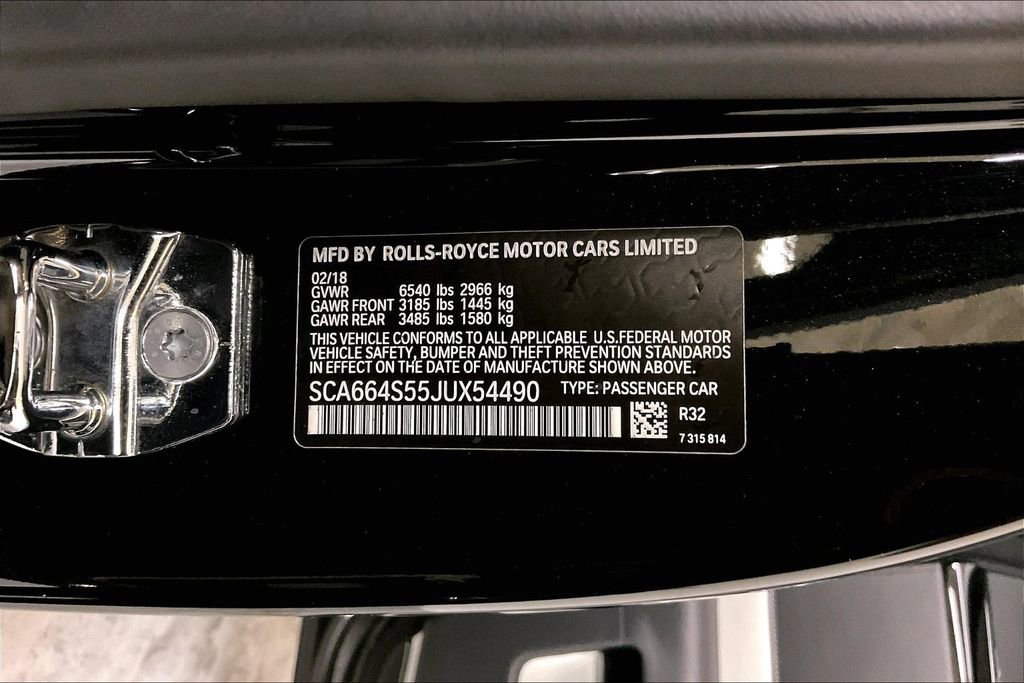 MFD BY ROLLS-ROYCE MOTOR CARS LIMITED
02/18
GVWR 6540 lbs 2966 kg
GAWR FRONT 3185 lbs 1445 kg
GAWR REAR 3485 lbs 1580 kg
THIS VEHICLE CONFORMS TO ALL APPLICABLE U.S.FEDERAL MOTOR
VEHICLE SAFETY, BUMPER AND THEFT PREVENTION STANDARDS
IN EFFECT ON THE DATE OF MANUFACTURE SHOWN ABOVE.
SCA664S55JUX54490 TYPE: PASSENGER CAR
R32
7 315 814